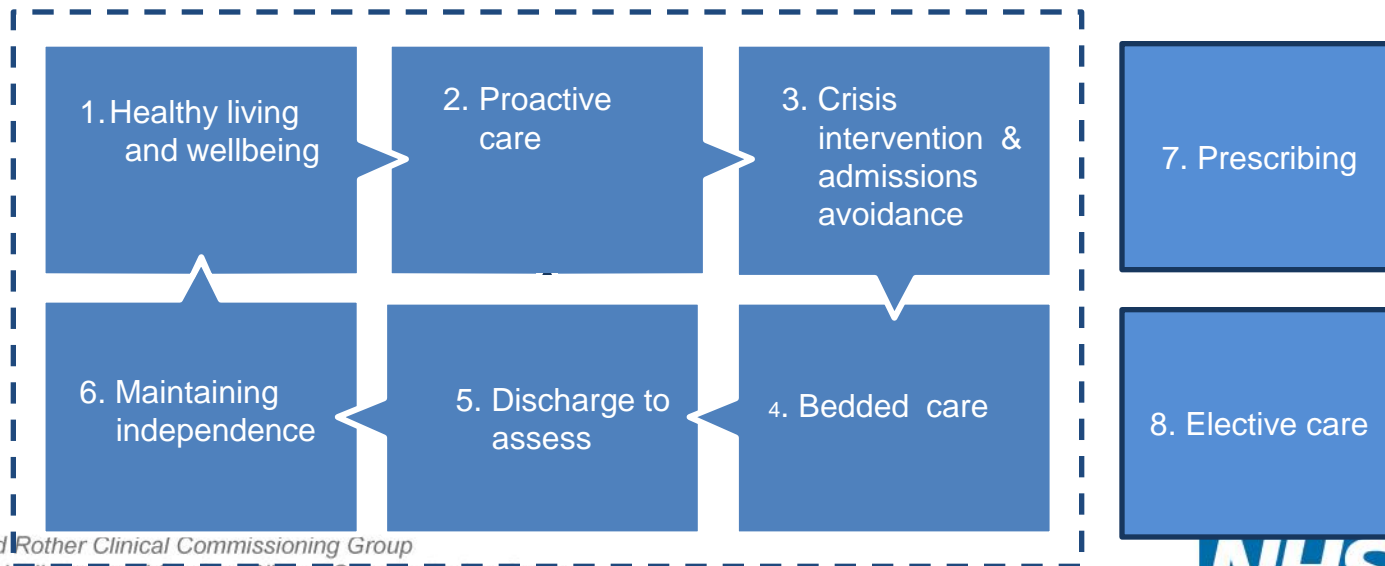 1. Healthy living
and wellbeing
2. Proactive
care
3. Crisis
intervention &
admissions
avoidance
7. Prescribing
6. Maintaining
independence
5. Discharge to
assess
4. Bedded care
8. Elective care
Rother Clinical Commissioning Group
NHS